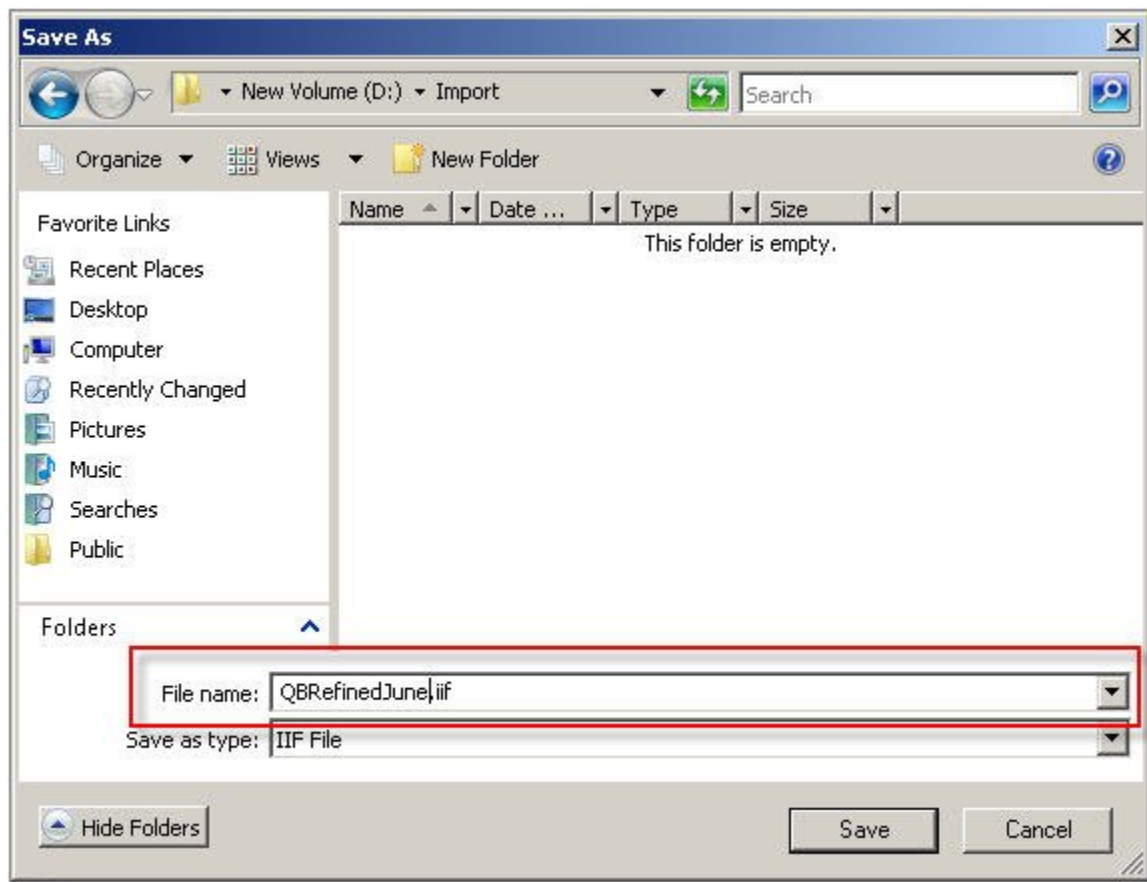 Save As
New Volume (D:) Import Search
Organize Views New Folder
Favorite Links
Name Date ... Type Size
This folder is empty.
Recent Places
Desktop
Computer
Recently Changed
Pictures
Music
Searches
Public
Folders
File name: QBRefinedJune.iif
Save as type: IIF File
Hide Folders Save Cancel